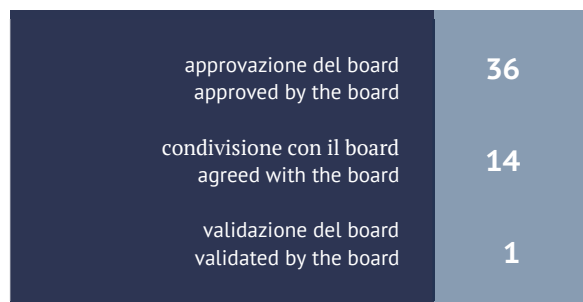 approvazione del board
approved by the board
36
condivisione con il board
agreed with the board
14
validazione del board
validated by the board
1